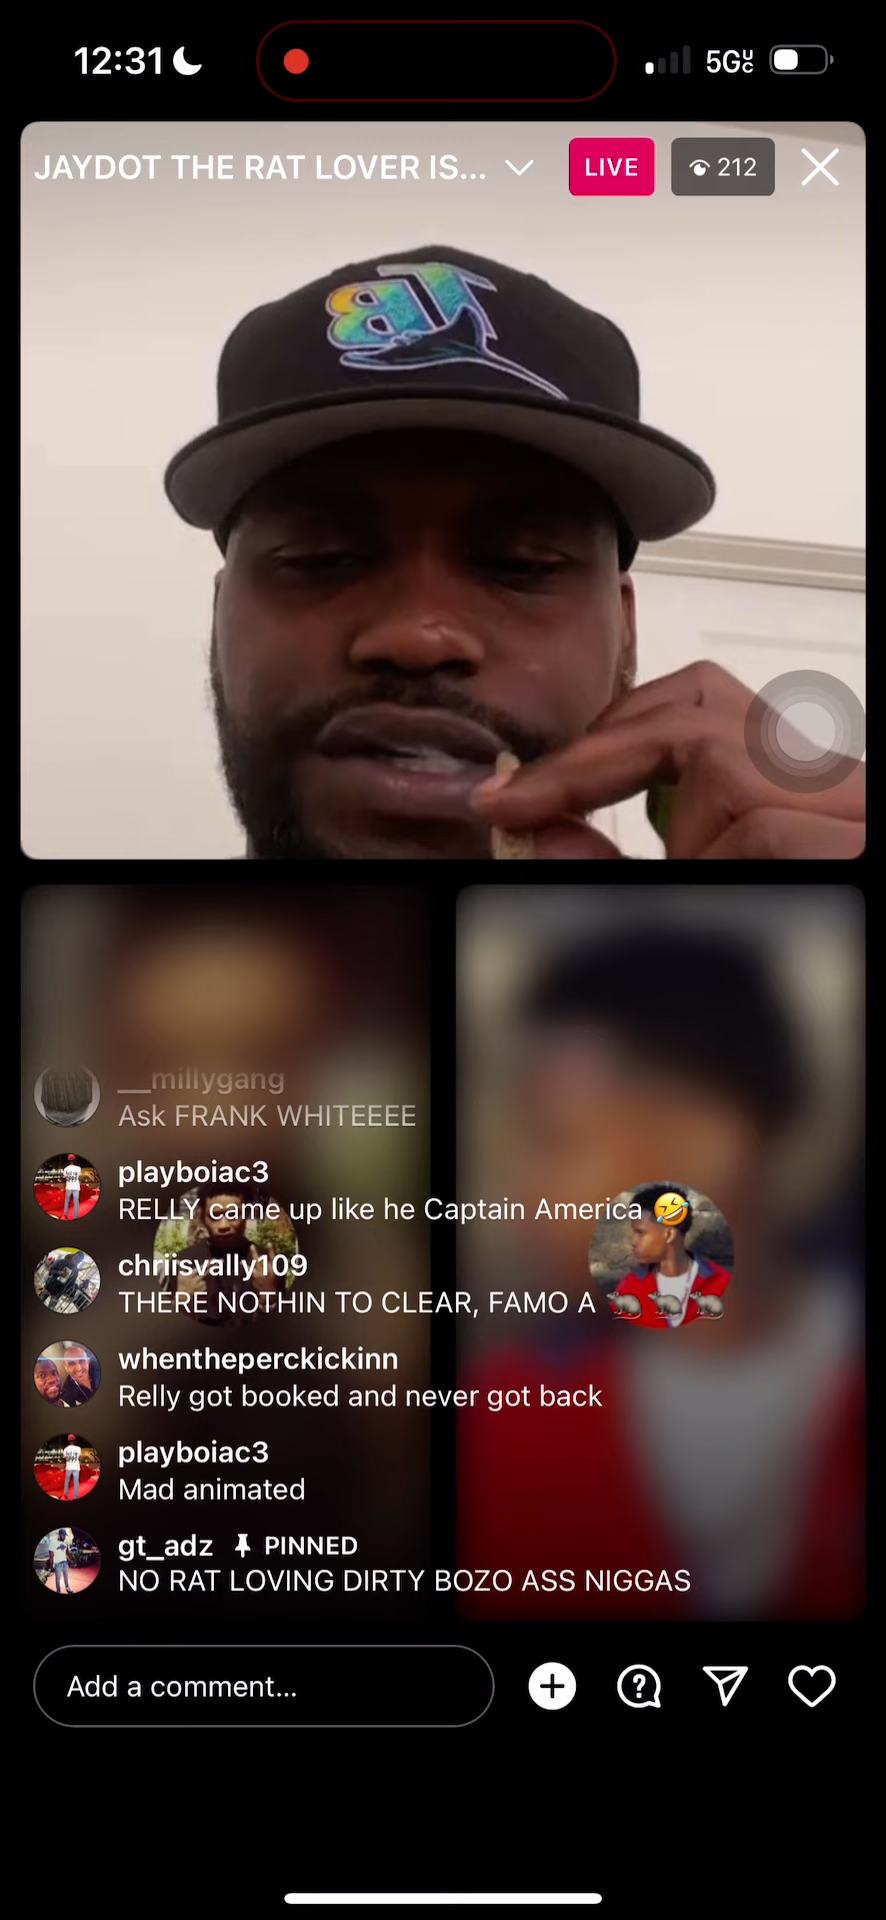 12:31
5GUC
JAYDOT THE RAT LOVER IS...
LIVE
212
TB
__millygang
Ask FRANK WHITEEEE
playboiac3
RELLY came up like he Captain America 🤣
chriisvally109
THERE NOTHIN TO CLEAR, FAMO A 🐀🐀🐀
whentheperckickinn
Relly got booked and never got back
playboiac3
Mad animated
gt_adz PINNED
NO RAT LOVING DIRTY BOZO ASS NIGGAS
Add a comment...